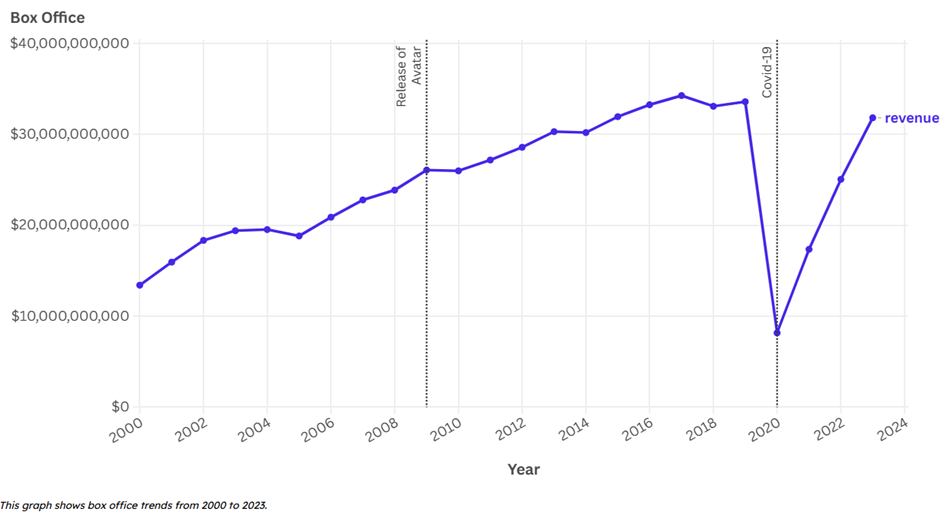 Box Office
$40,000,000,000
$30,000,000,000
$20,000,000,000
$10,000,000,000
$0
Release of
Avatar
Covid-19
revenue
2000
2002
2004
2006
2008
2010
2012
2014
2016
2018
2020
2022
2024
Year
This graph shows box office trends from 2000 to 2023.